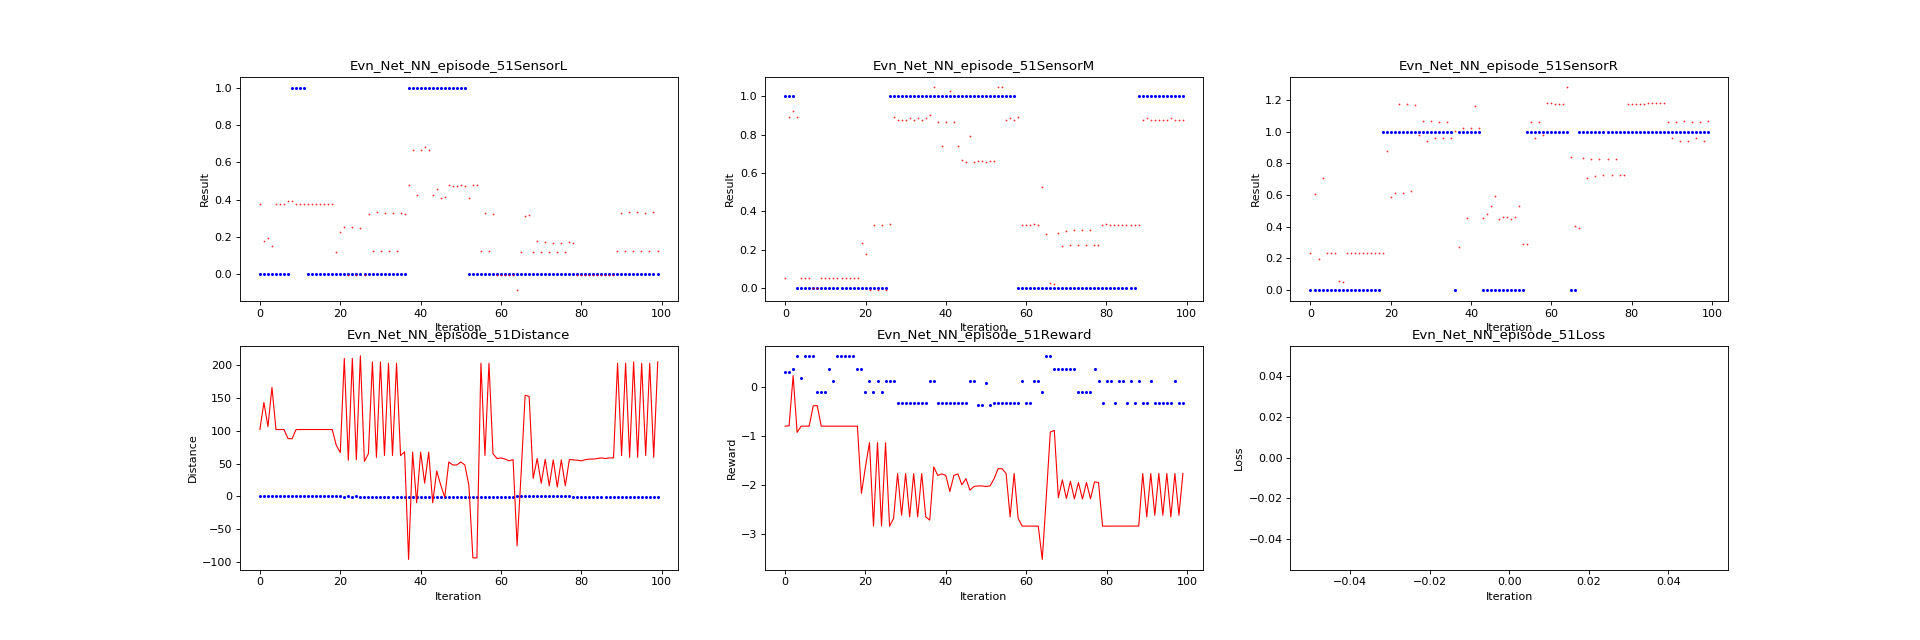 Evn_Net_NN_episode_51SensorL
1.0
0.8
0.6
0.4
0.2
0.0
Result
0 20 40 60 80 100
Iteration
Evn_Net_NN_episode_51SensorM
1.0
0.8
0.6
0.4
0.2
0.0
Result
0 20 40 60 80 100
Iteration
Evn_Net_NN_episode_51SensorR
1.2
1.0
0.8
0.6
0.4
0.2
0.0
Result
0 20 40 60 80 100
Iteration
Evn_Net_NN_episode_51Distance
200
150
100
50
0
−50
−100
Distance
0 20 40 60 80 100
Iteration
Evn_Net_NN_episode_51Reward
0
−1
−2
−3
Reward
0 20 40 60 80 100
Iteration
Evn_Net_NN_episode_51Loss
0.04
0.02
0.00
−0.02
−0.04
Loss
−0.04 −0.02 0.00 0.02 0.04
Iteration